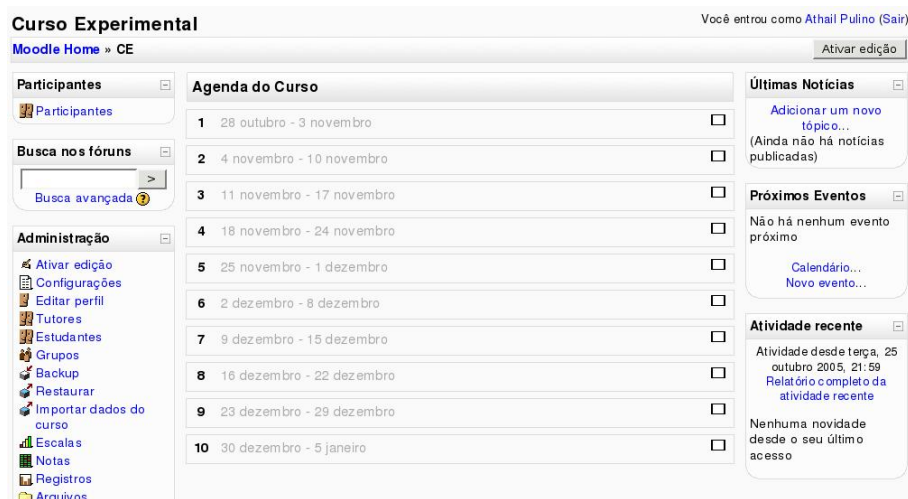 Curso Experimental
Você entrou como Athail Pulino (Sair)
Moodle Home » CE
Ativar edição
Participantes
Participantes
Busca nos fóruns
>
Busca avançada ?
Administração
Ativar edição
Configurações
Editar perfil
Tutores
Estudantes
Grupos
Backup
Restaurar
Importar dados do
curso
Escalas
Notas
Registros
Arquivos
Agenda do Curso
1 28 outubro - 3 novembro
2 4 novembro - 10 novembro
3 11 novembro - 17 novembro
4 18 novembro - 24 novembro
5 25 novembro - 1 dezembro
6 2 dezembro - 8 dezembro
7 9 dezembro - 15 dezembro
8 16 dezembro - 22 dezembro
9 23 dezembro - 29 dezembro
10 30 dezembro - 5 janeiro
Últimas Notícias
Adicionar um novo
tópico...
(Ainda não há notícias
publicadas)
Próximos Eventos
Não há nenhum evento
próximo
Calendário...
Novo evento...
Atividade recente
Atividade desde terça, 25
outubro 2005, 21:59
Relatório completo da
atividade recente
Nenhuma novidade
desde o seu último
acesso